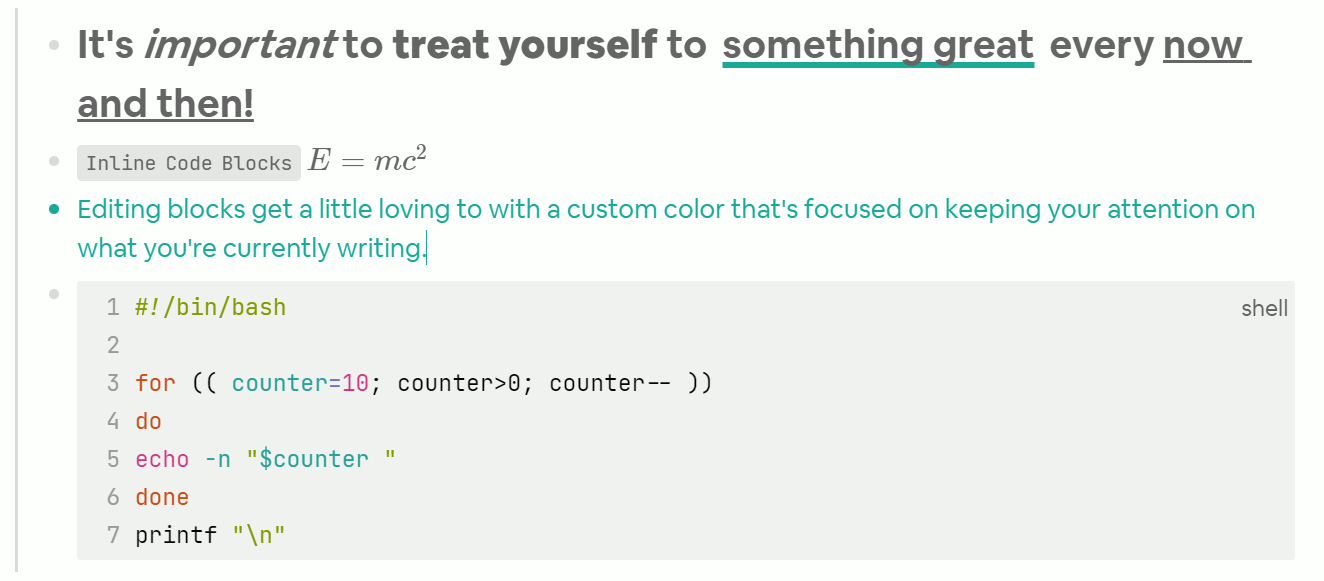 It's important to treat yourself to something great every now
and then!
Inline Code Blocks E = mc²
Editing blocks get a little loving to with a custom color that's focused on keeping your attention on
what you're currently writing.
shell
1 #!/bin/bash
2
3 for (( counter=10; counter>0; counter-- ))
4 do
5 echo -n "$counter "
6 done
7 printf "\n"